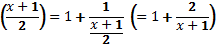 (x + 1 / 2) = 1 + 1 / (x + 1 / 2) (= 1 + 2 / (x + 1))